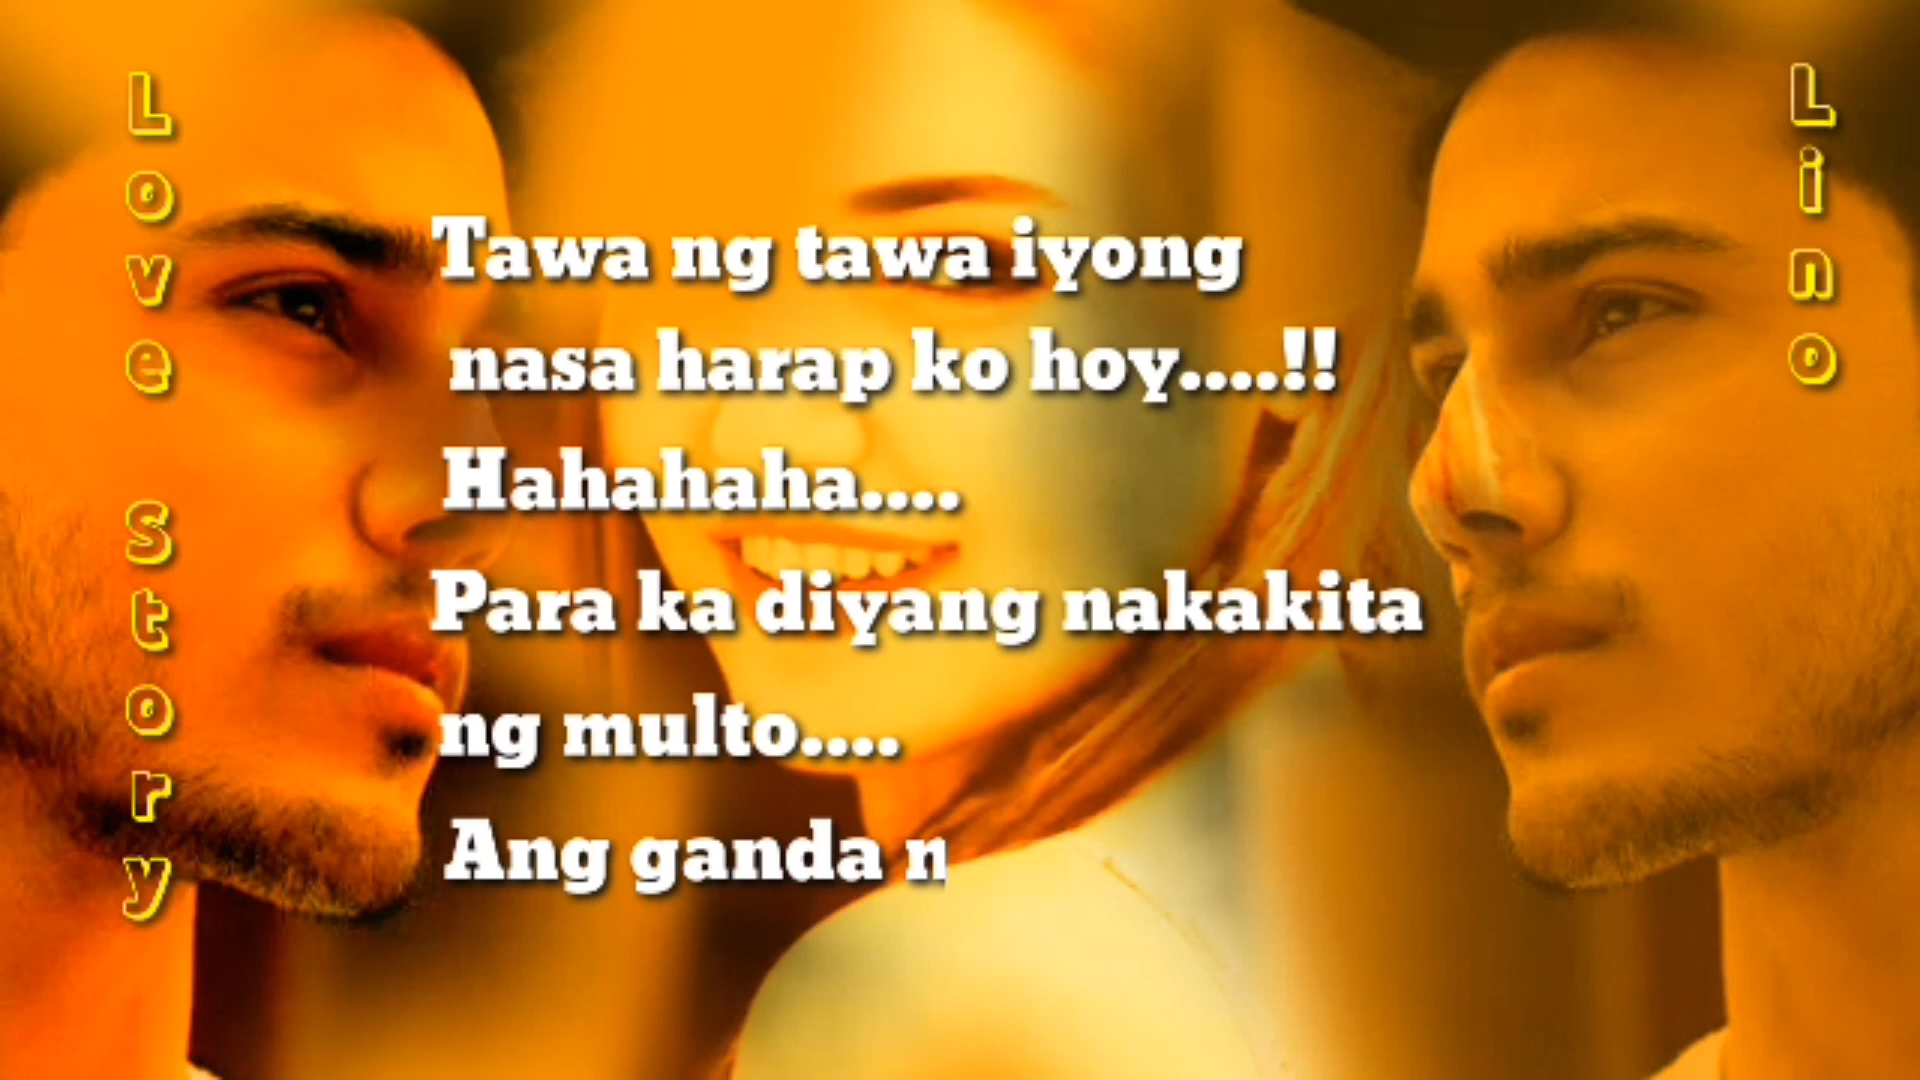 Love Story
Tawa ng tawa iyong
nasa harap ko hoy....!!
Hahahaha....
Para ka diyang nakakita
ng multo....
Ang ganda
Lino